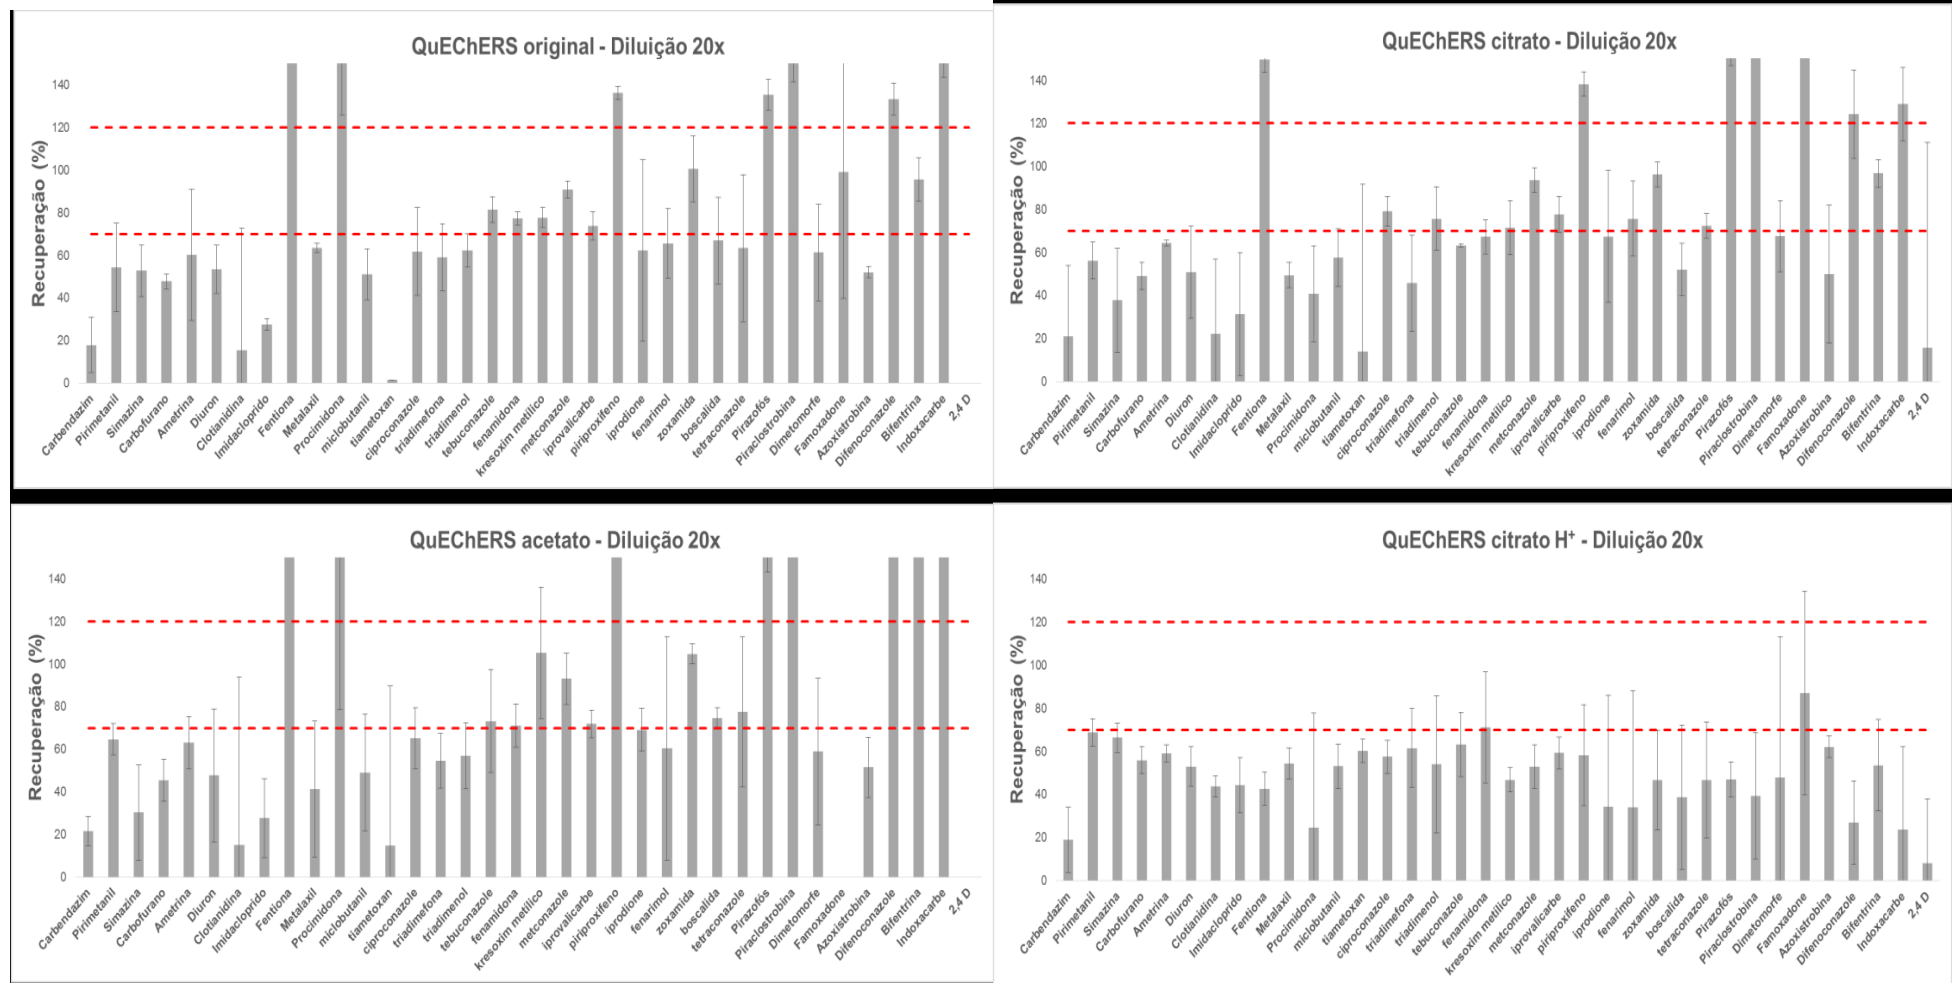 QuEChERS original - Diluição 20x
Recuperação (%)
140
120
100
80
60
40
20
0
Carbendazim
Pirimetanil
Simazina
Carbofurano
Ametrina
Diuron
Clotianidina
Imidacloprido
Fentiona
Metalaxil
Procimidona
miclobutanil
tiametoxan
ciproconazole
triadimefona
triadimenol
tebuconazole
fenamidona
kresoxim metílico
metconazole
iprovalicarbe
piriproxifeno
iprodione
fenarimol
zoxamida
boscalida
tetraconazole
Pirazofós
Piraclostrobina
Dimetomorfe
Famoxadone
Azoxistrobina
Difenoconazole
Bifentrina
Indoxacarbe
2,4 D
QuEChERS citrato - Diluição 20x
Recuperação (%)
140
120
100
80
60
40
20
0
Carbendazim
Pirimetanil
Simazina
Carbofurano
Ametrina
Diuron
Clotianidina
Imidacloprido
Fentiona
Metalaxil
Procimidona
miclobutanil
tiametoxan
ciproconazole
triadimefona
triadimenol
tebuconazole
fenamidona
kresoxim metílico
metconazole
iprovalicarbe
piriproxifeno
iprodione
fenarimol
zoxamida
boscalida
tetraconazole
Pirazofós
Piraclostrobina
Dimetomorfe
Famoxadone
Azoxistrobina
Difenoconazole
Bifentrina
Indoxacarbe
2,4 D
QuEChERS acetato - Diluição 20x
Recuperação (%)
140
120
100
80
60
40
20
0
Carbendazim
Pirimetanil
Simazina
Carbofurano
Ametrina
Diuron
Clotianidina
Imidacloprido
Fentiona
Metalaxil
Procimidona
miclobutanil
tiametoxan
ciproconazole
triadimefona
triadimenol
tebuconazole
fenamidona
kresoxim metílico
metconazole
iprovalicarbe
piriproxifeno
iprodione
fenarimol
zoxamida
boscalida
tetraconazole
Pirazofós
Piraclostrobina
Dimetomorfe
Famoxadone
Azoxistrobina
Difenoconazole
Bifentrina
Indoxacarbe
2,4 D
QuEChERS citrato H⁺ - Diluição 20x
Recuperação (%)
140
120
100
80
60
40
20
0
Carbendazim
Pirimetanil
Simazina
Carbofurano
Ametrina
Diuron
Clotianidina
Imidacloprido
Fentiona
Metalaxil
Procimidona
miclobutanil
tiametoxan
ciproconazole
triadimefona
triadimenol
tebuconazole
fenamidona
kresoxim metílico
metconazole
iprovalicarbe
piriproxifeno
iprodione
fenarimol
zoxamida
boscalida
tetraconazole
Pirazofós
Piraclostrobina
Dimetomorfe
Famoxadone
Azoxistrobina
Difenoconazole
Bifentrina
Indoxacarbe
2,4 D